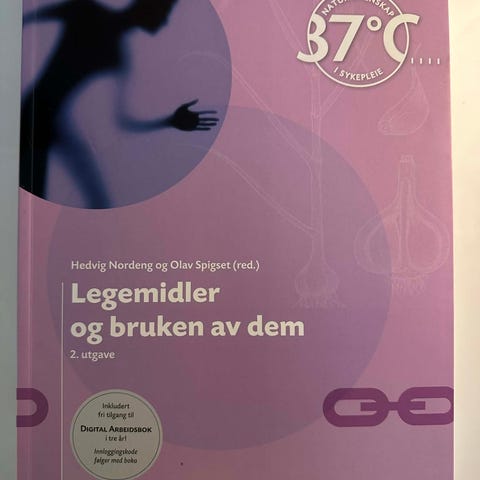 NATURVITENSKAP
37°C
I SYKEPLEIE
Hedvig Nordeng og Olav Spigset (red.)
Legemidler
og bruken av dem
2. utgave
Inkludert
fri tilgang til
DIGITAL ARBEIDSBOK
i tre år!
Innloggingskode
følger med boka